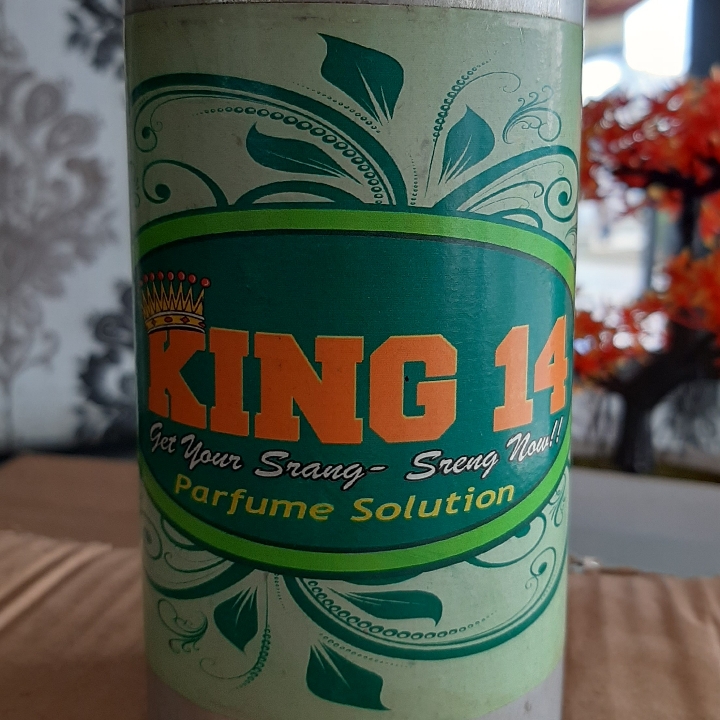 KING 14
Get Your Srang- Sreng Now!!
Parfume Solution